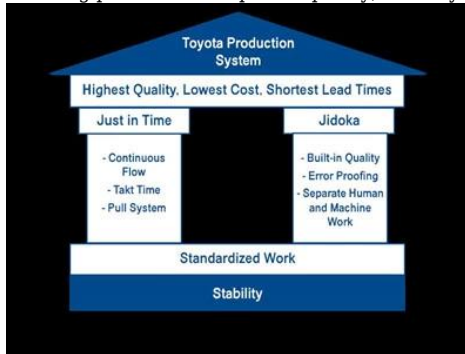 Toyota Production
System
Highest Quality, Lowest Cost, Shortest Lead Times
Just in Time
- Continuous
Flow
- Takt Time
- Pull System
Jidoka
- Built-in Quality
- Error Proofing
- Separate Human
and Machine
Work
Standardized Work
Stability